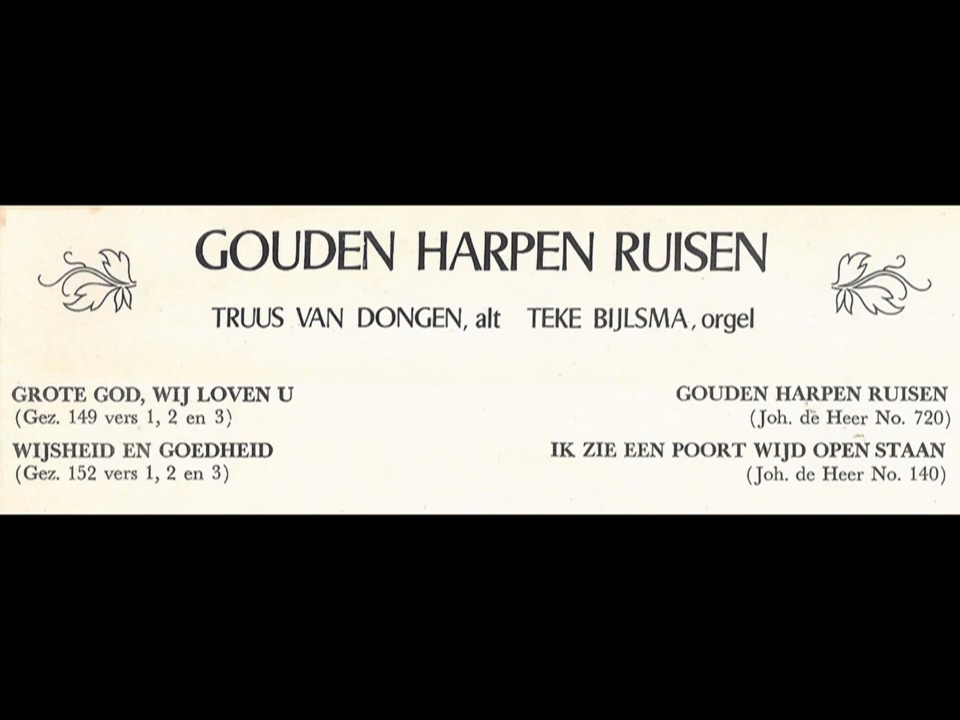 GOUDEN HARPEN RUISEN
TRUUS VAN DONGEN, alt TEKE BIJLSMA, orgel
GROTE GOD, WIJ LOVEN U
(Gez. 149 vers 1, 2 en 3)
WIJSHEID EN GOEDHEID
(Gez. 152 vers 1, 2 en 3)
GOUDEN HARPEN RUISEN
(Joh. de Heer No. 720)
IK ZIE EEN POORT WIJD OPEN STAAN
(Joh. de Heer No. 140)